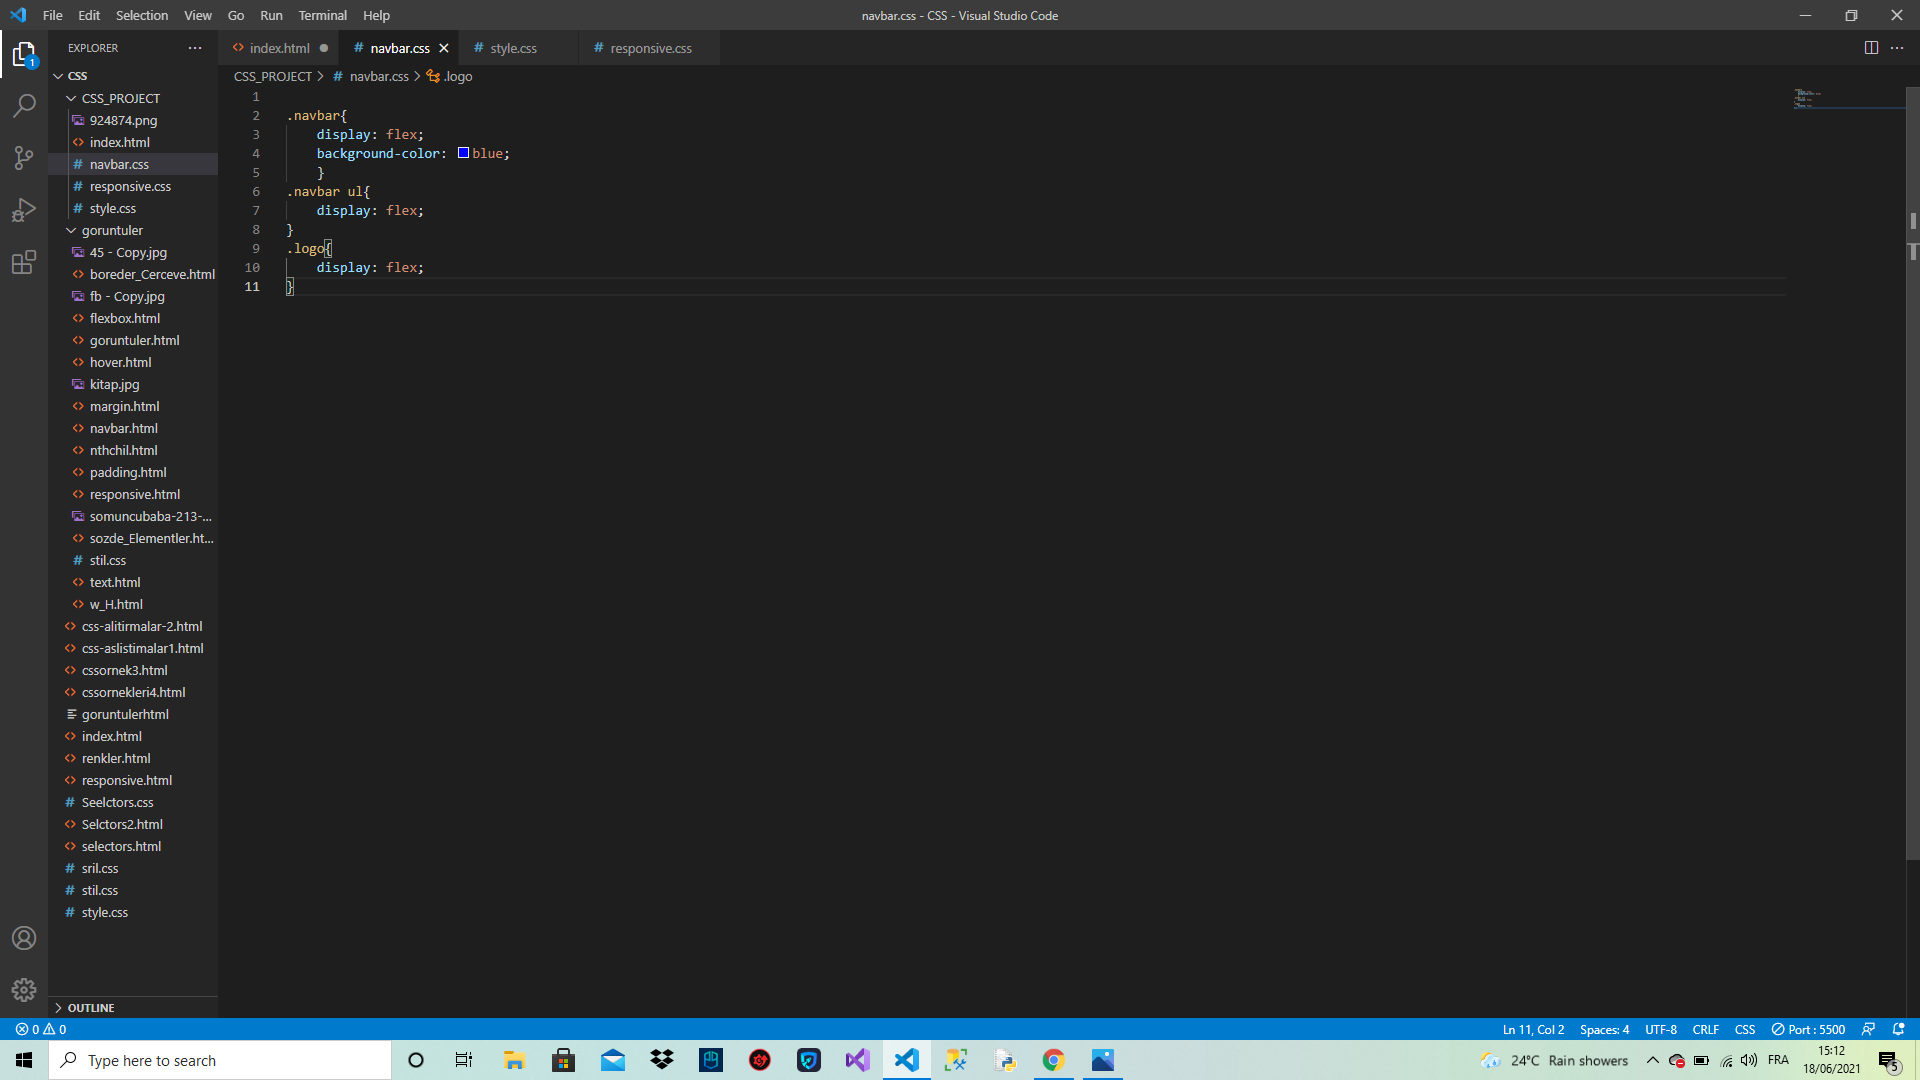 File Edit Selection View Go Run Terminal Help
navbar.css - CSS - Visual Studio Code
EXPLORER
index.html
navbar.css
style.css
responsive.css
CSS
CSS_PROJECT > # navbar.css > .logo
CSS_PROJECT
924874.png
index.html
navbar.css
responsive.css
style.css
goruntuler
45 - Copy.jpg
boreder_Cerceve.html
fb - Copy.jpg
flexbox.html
goruntuler.html
hover.html
kitap.jpg
margin.html
navbar.html
nthchil.html
padding.html
responsive.html
somuncubaba-213-...
sozde_Elementler.ht...
stil.css
text.html
w_H.html
css-alitirmalar-2.html
css-aslistimalar1.html
cssornek3.html
cssornekleri4.html
goruntulerhtml
index.html
renkler.html
responsive.html
Seelctors.css
Selctors2.html
selectors.html
sril.css
stil.css
style.css
OUTLINE
1
2 .navbar{
3 display: flex;
4 background-color: blue;
5 }
6 .navbar ul{
7 display: flex;
8 }
9 .logo{
10 display: flex;
11 }
1
0 0
Ln 11, Col 2 Spaces: 4 UTF-8 CRLF CSS Port : 5500
Type here to search
24°C Rain showers
FRA
15:12
18/06/2021
5